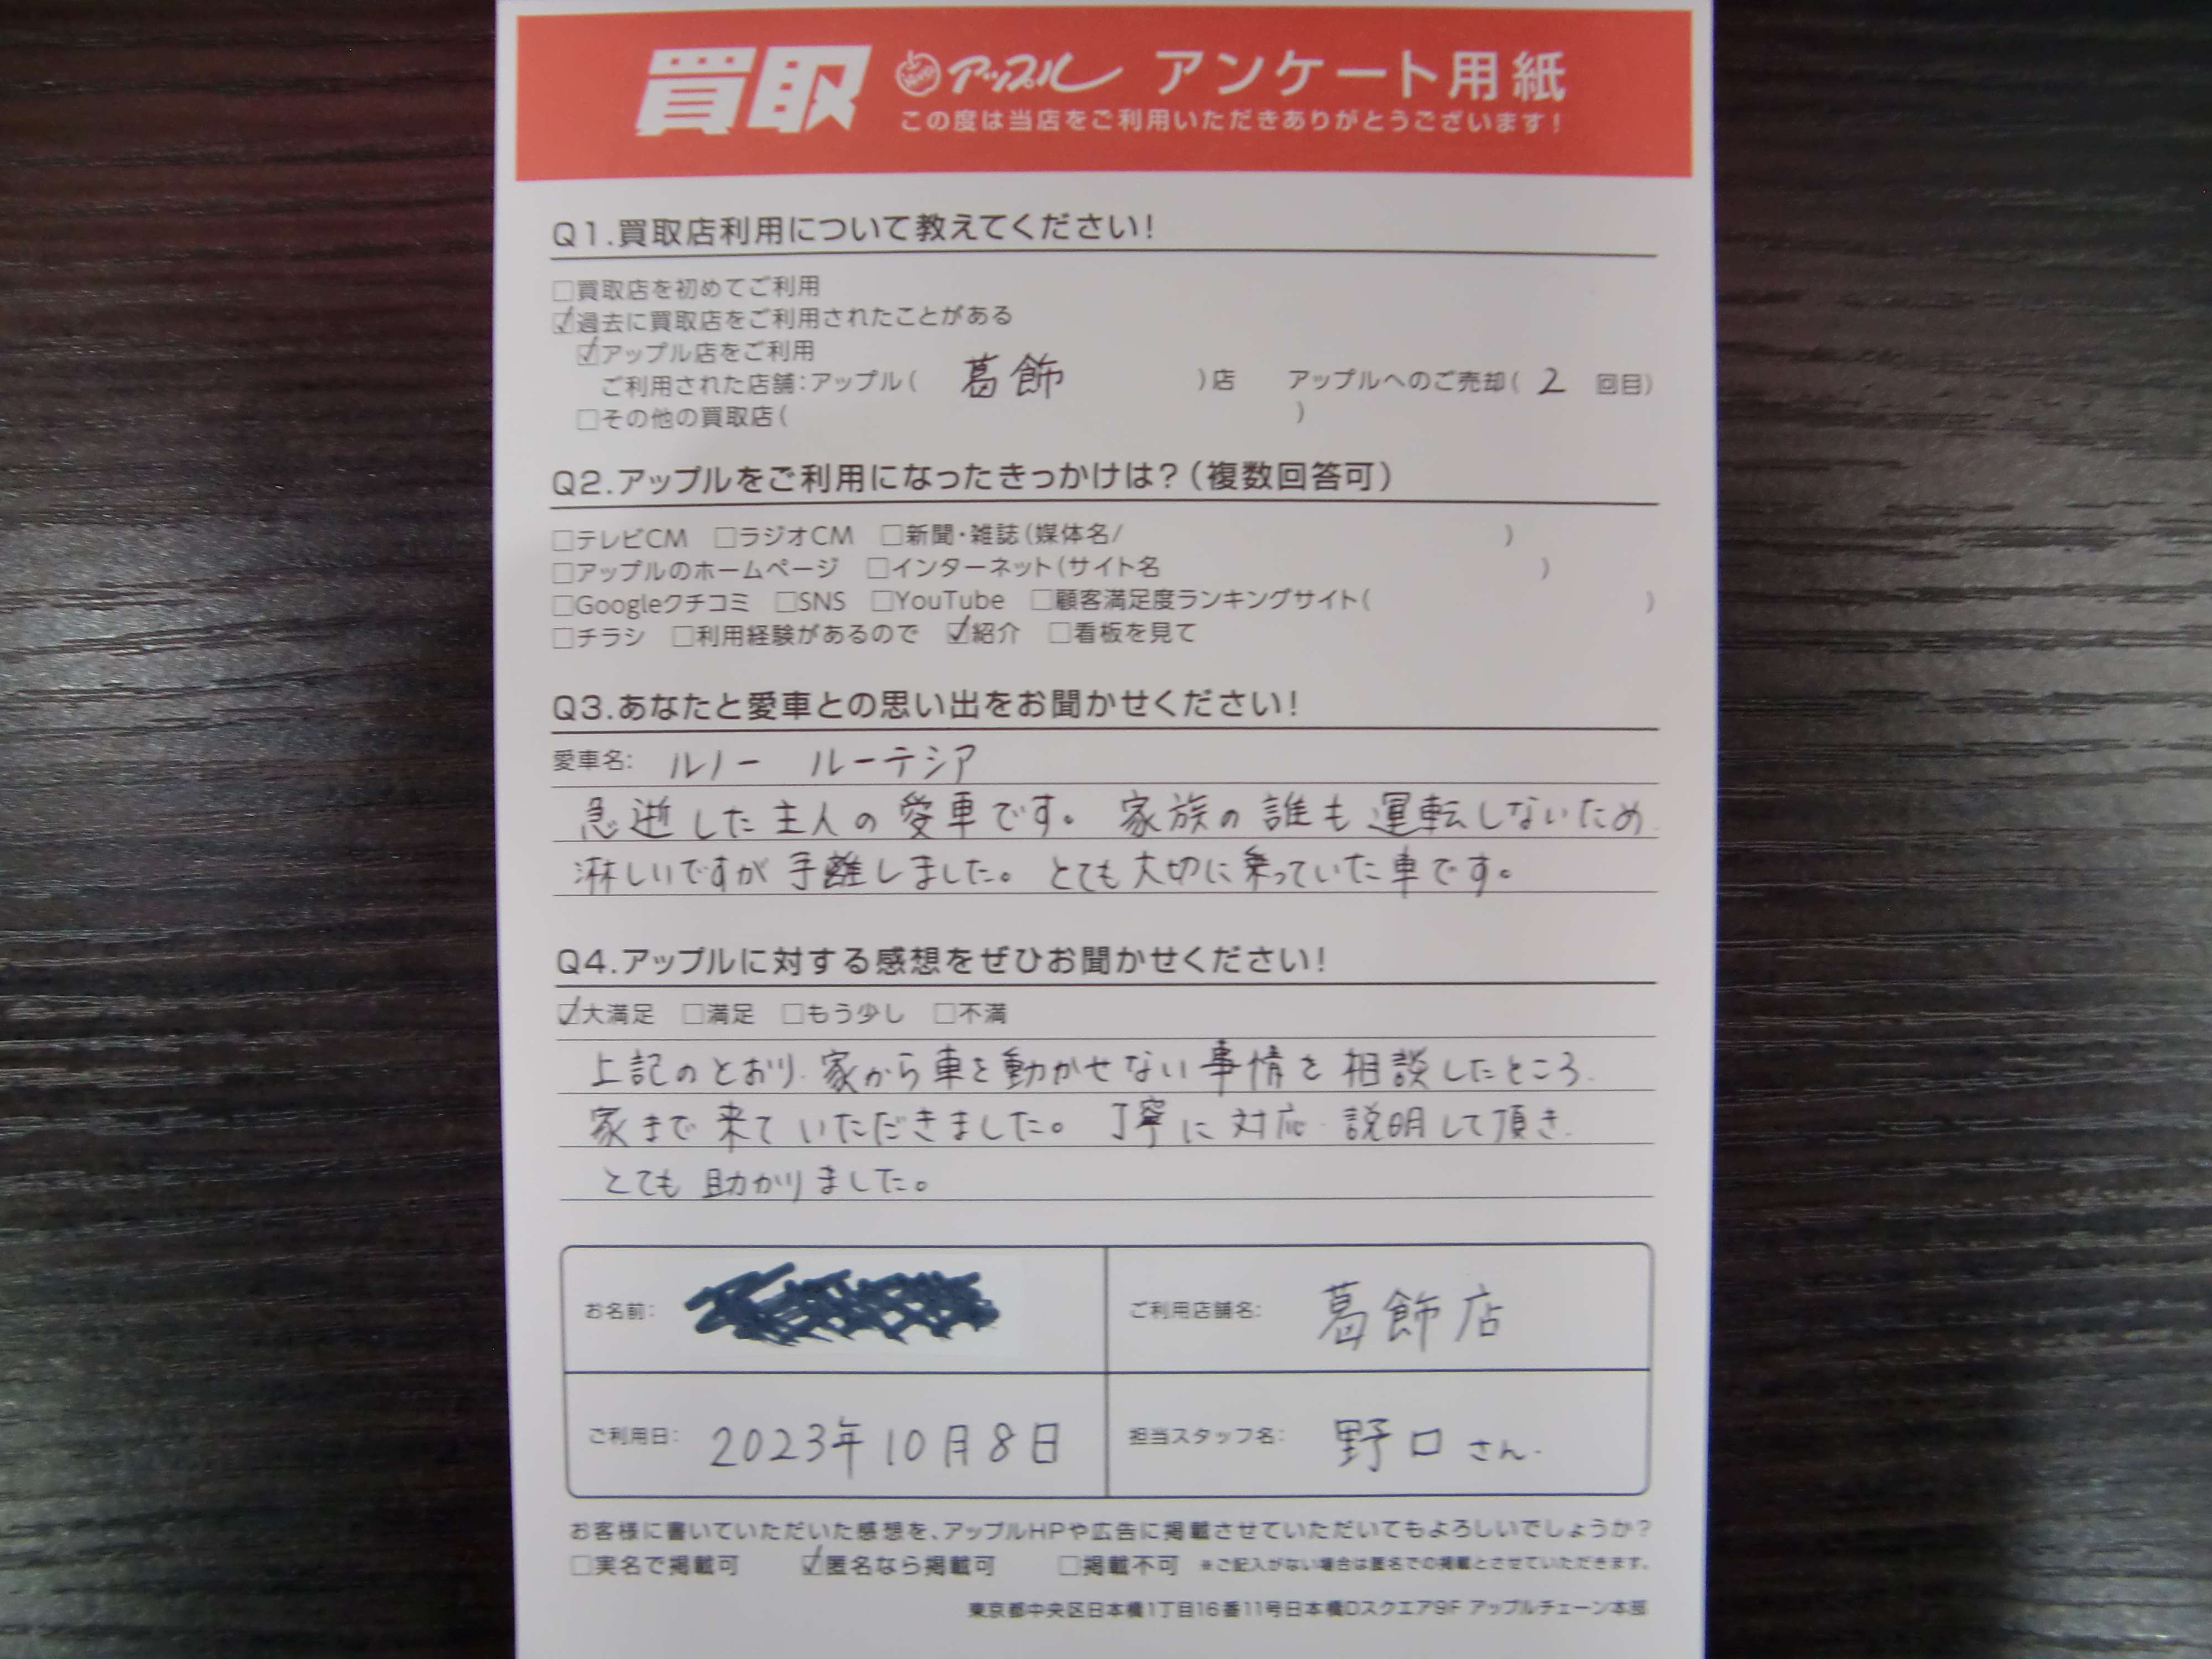 買取 アップル アンケート用紙
この度は当店をご利用いただきありがとうございます!
Q1.買取店利用について教えてください!
□買取店を初めてご利用
☑過去に買取店をご利用されたことがある
☑アップル店をご利用
ご利用された店舗:アップル( 葛飾 )店 アップルへのご売却( 2 回目)
□その他の買取店( )
Q2.アップルをご利用になったきっかけは?(複数回答可)
□テレビCM □ラジオCM □新聞・雑誌(媒体名/ )
□アップルのホームページ □インターネット(サイト名 )
□Googleクチコミ □SNS □YouTube □顧客満足度ランキングサイト( )
□チラシ □利用経験があるので ☑紹介 □看板を見て
Q3.あなたと愛車との思い出をお聞かせください!
愛車名: ルノー ルーテシア
急逝した主人の愛車です。家族の誰も運転しないため
淋しいですが手離しました。とても大切に乗っていた車です。
Q4.アップルに対する感想をぜひお聞かせください!
☑大満足 □満足 □もう少し □不満
上記のとおり、家から車を動かせない事情を相談したところ、
家まで来ていただきました。丁寧に対応・説明して頂き、
とても助かりました。
お名前: ご利用店舗名: 葛飾店
ご利用日: 2023年10月8日 担当スタッフ名: 野口さん
お客様に書いていただいた感想を、アップルHPや広告に掲載させていただいてもよろしいでしょうか?
□実名で掲載可 ☑匿名なら掲載可 □掲載不可 ※ご記入がない場合は匿名での掲載とさせていただきます。
東京都中央区日本橋1丁目16番11号日本橋Dスクエア9F アップルチェーン本部